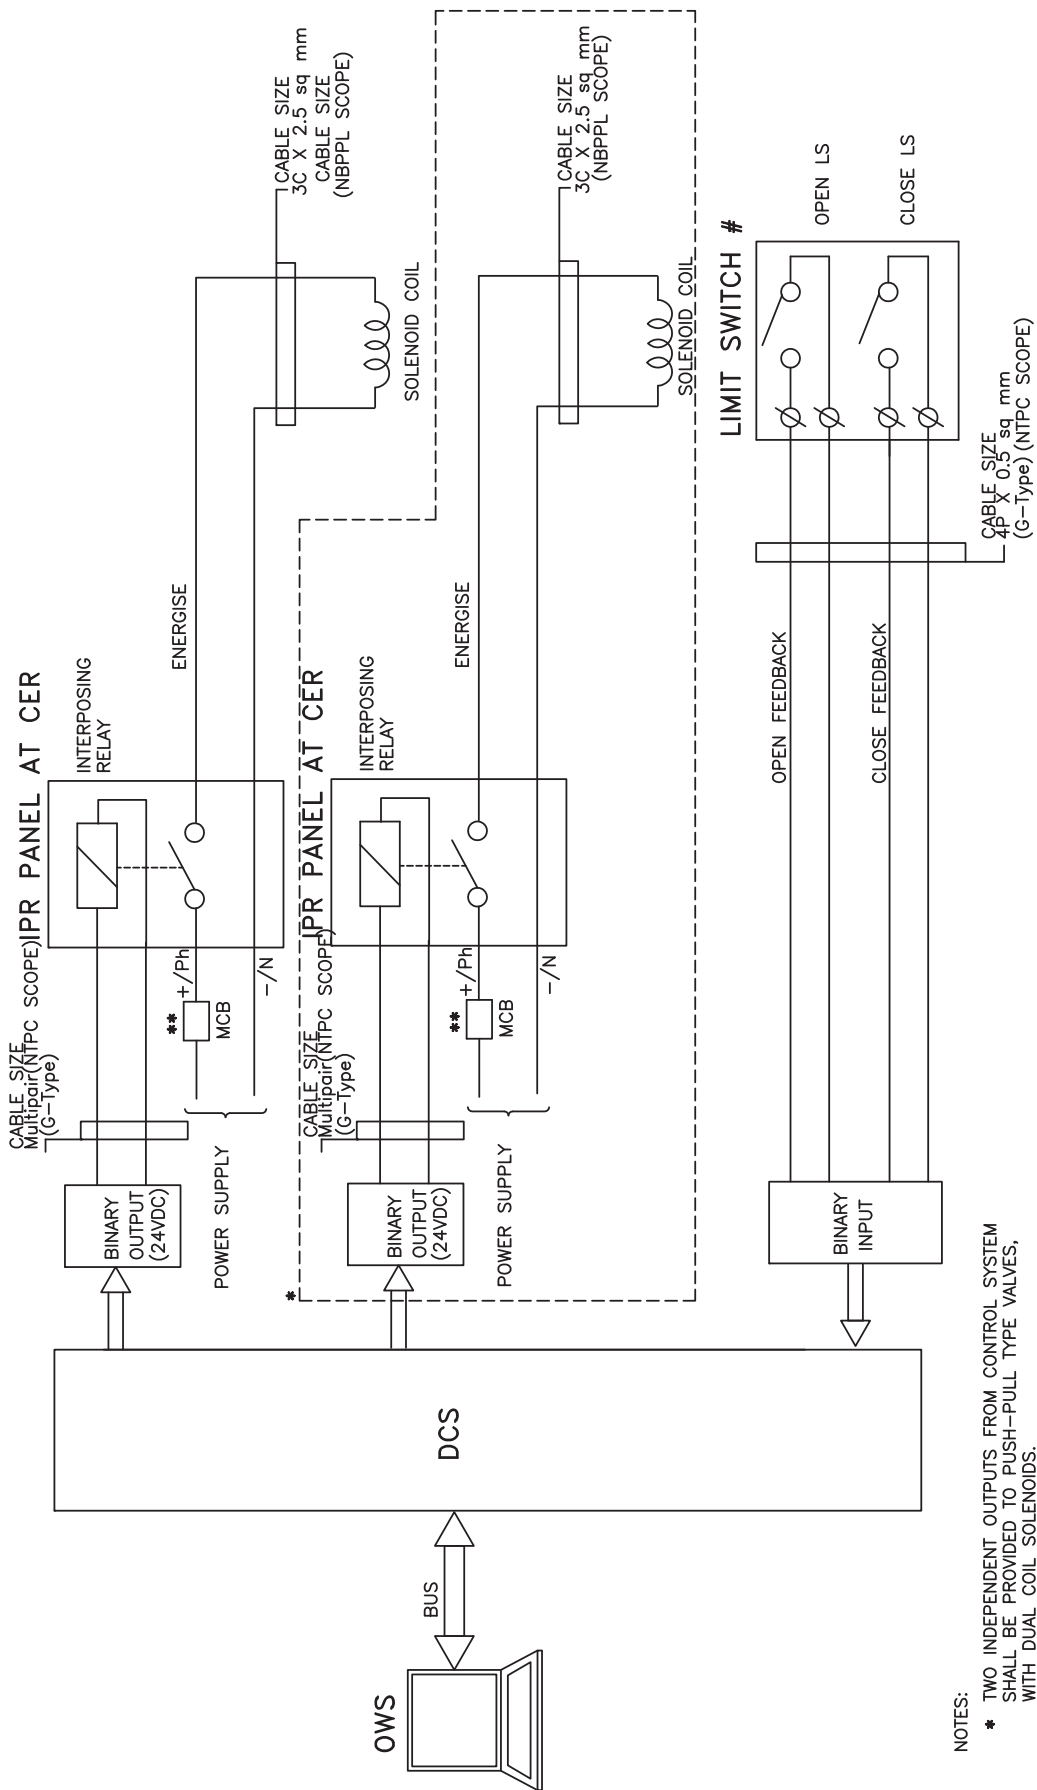 CABLE SIZE
Multipair(NTPC SCOPE)
(G-Type)
IPR PANEL AT CER
INTERPOSING
RELAY
BINARY
OUTPUT
(24VDC)
**
MCB
+/Ph
-/N
POWER SUPPLY
ENERGISE
SOLENOID COIL
CABLE SIZE
3C X 2.5 sq mm
CABLE SIZE
(NBPPL SCOPE)
*
CABLE SIZE
Multipair(NTPC SCOPE)
(G-Type)
IPR PANEL AT CER
INTERPOSING
RELAY
BINARY
OUTPUT
(24VDC)
**
MCB
+/Ph
-/N
POWER SUPPLY
ENERGISE
SOLENOID COIL
CABLE SIZE
3C X 2.5 sq mm
(NBPPL SCOPE)
OWS
BUS
DCS
BINARY
INPUT
OPEN FEEDBACK
CLOSE FEEDBACK
LIMIT SWITCH #
OPEN LS
CLOSE LS
CABLE SIZE
4P X 0.5 sq mm
(G-Type) (NTPC SCOPE)
NOTES:
* TWO INDEPENDENT OUTPUTS FROM CONTROL SYSTEM
SHALL BE PROVIDED TO PUSH-PULL TYPE VALVES,
WITH DUAL COIL SOLENOIDS.